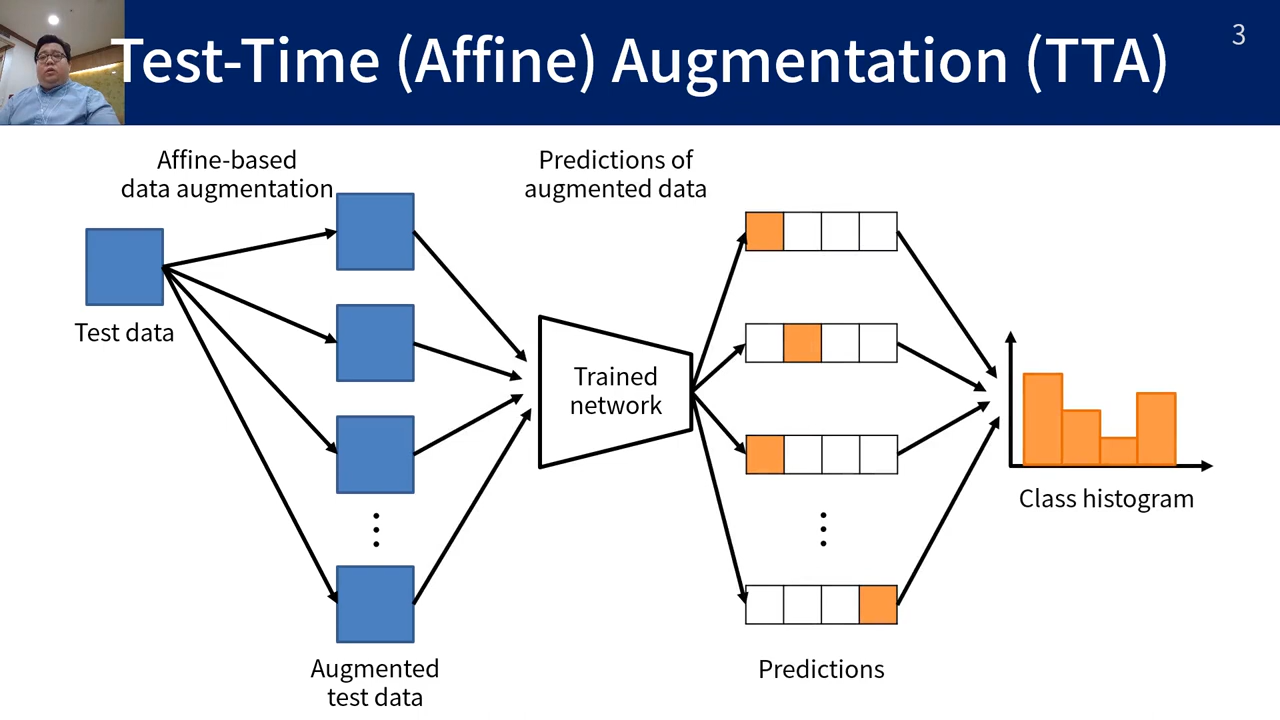 Test-Time (Affine) Augmentation (TTA)
3
Affine-based
data augmentation
Predictions of
augmented data
Test data
Trained
network
Class histogram
Augmented
test data
Predictions